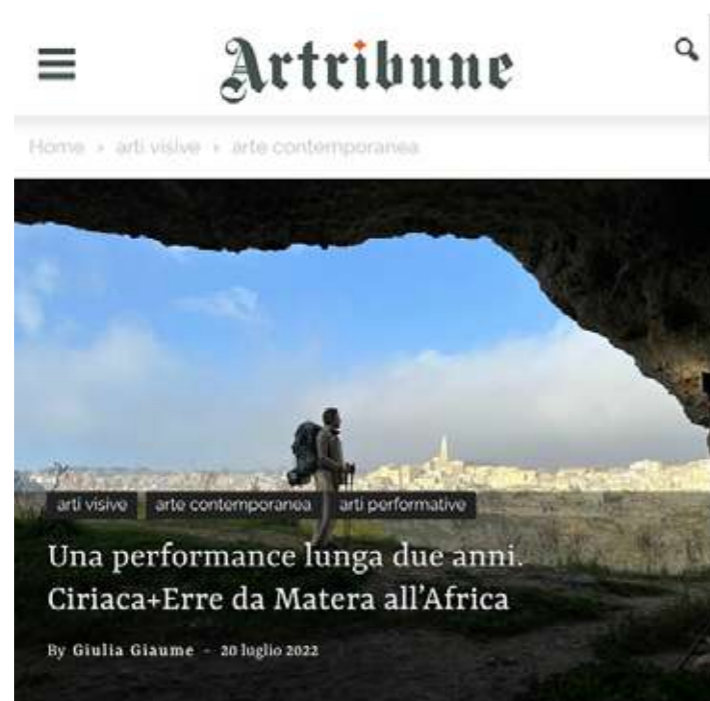 Artribune
Home › arti visive › arte contemporanea
arti visive arte contemporanea arti performative
Una performance lunga due anni.
Ciriaca+Erre da Matera all’Africa
By Giulia Giaume - 20 luglio 2022